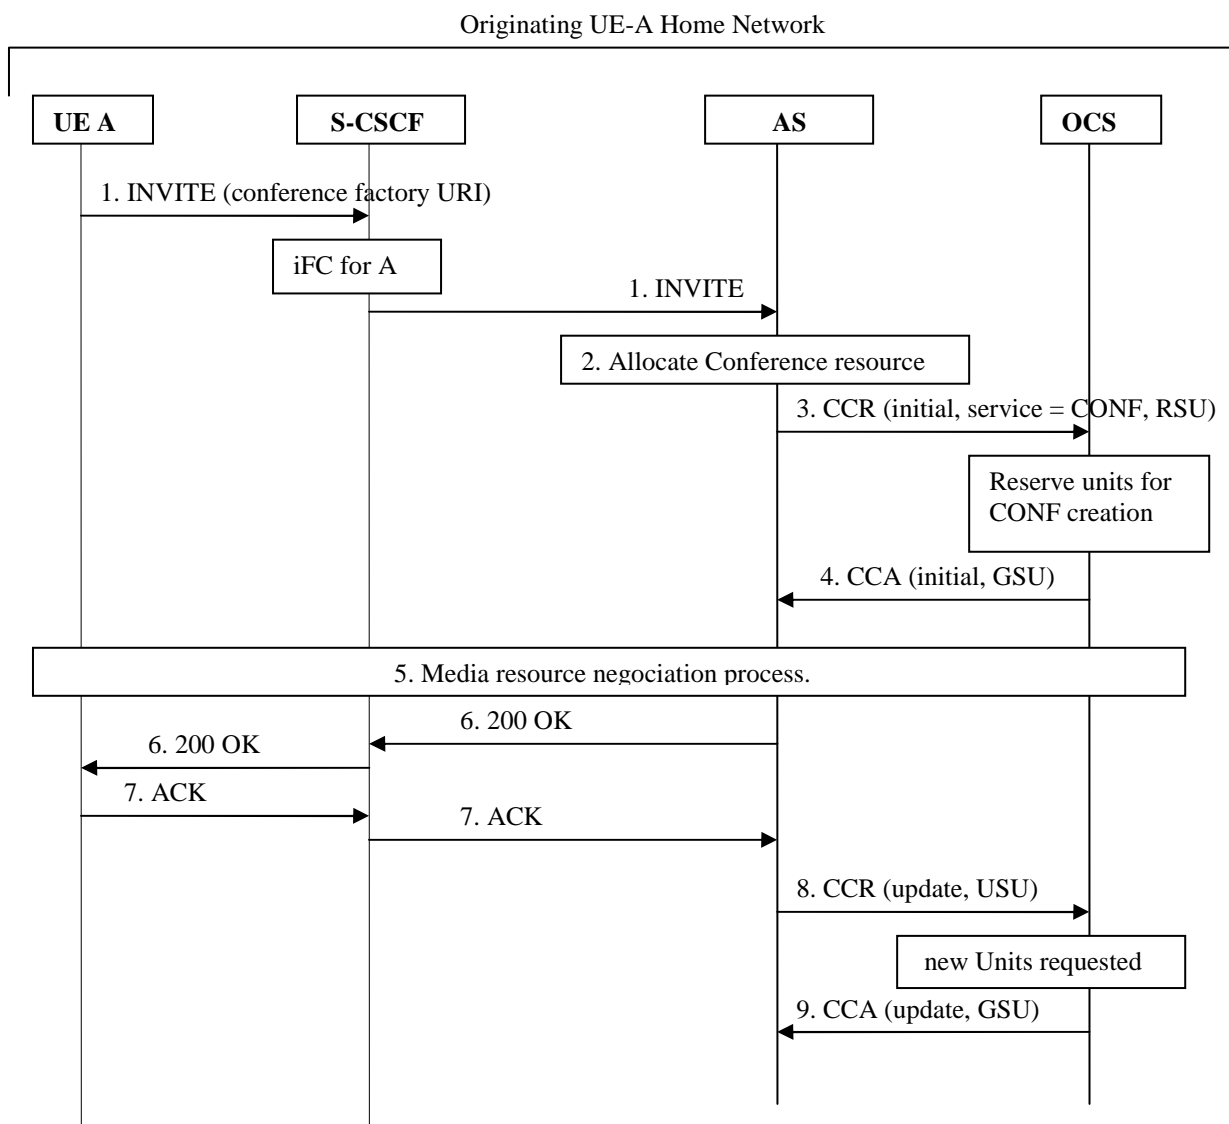 Originating UE-A Home Network
UE A
S-CSCF
AS
OCS
1. INVITE (conference factory URI)
iFC for A
1. INVITE
2. Allocate Conference resource
3. CCR (initial, service = CONF, RSU)
Reserve units for
CONF creation
4. CCA (initial, GSU)
5. Media resource negociation process.
6. 200 OK
6. 200 OK
7. ACK
7. ACK
8. CCR (update, USU)
new Units requested
9. CCA (update, GSU)